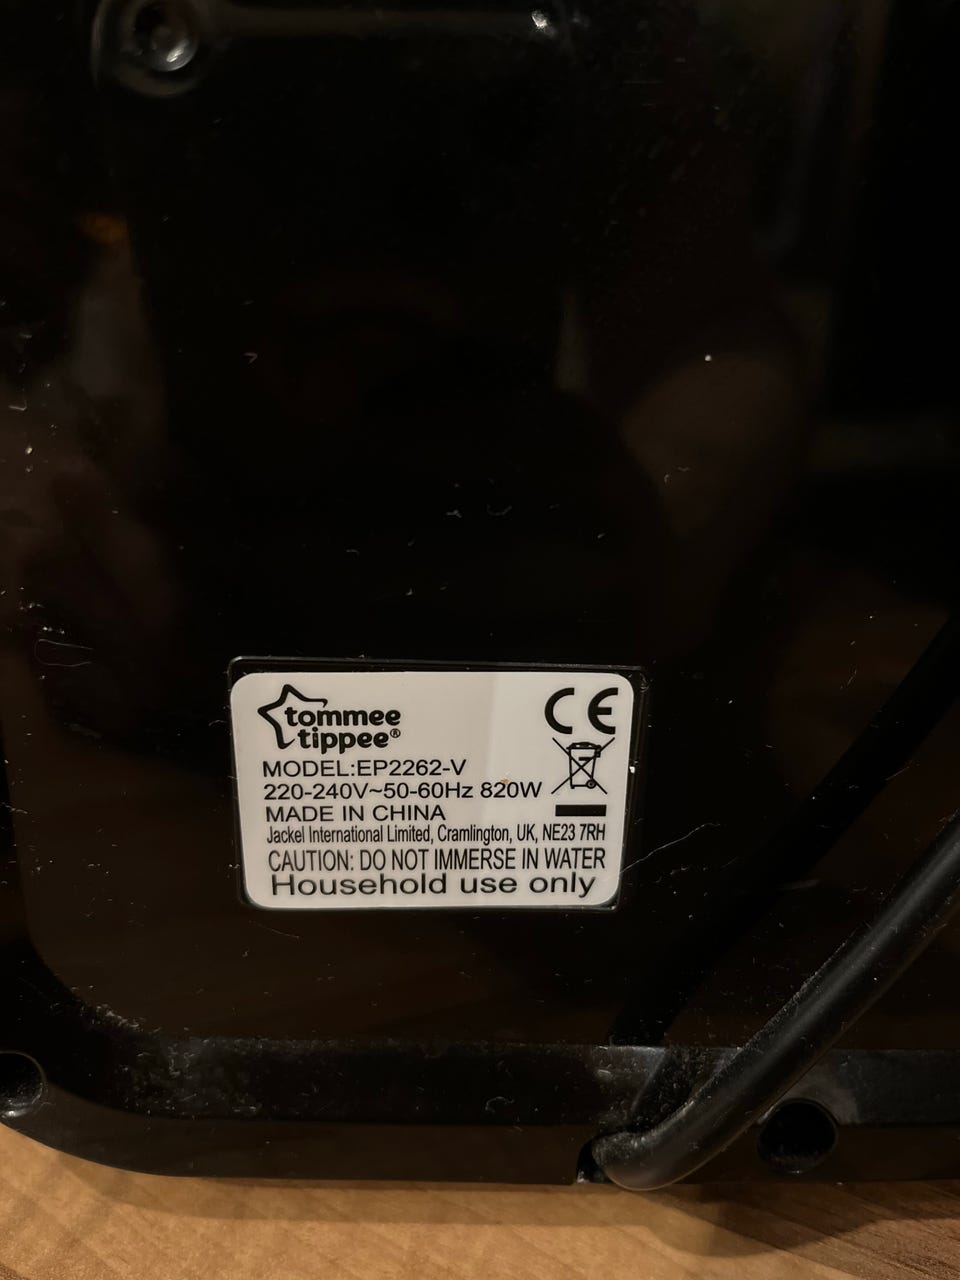 tommee
tippee®
CE
MODEL:EP2262-V
220-240V~50-60Hz 820W
MADE IN CHINA
Jackel International Limited, Cramlington, UK, NE23 7RH
CAUTION: DO NOT IMMERSE IN WATER
Household use only